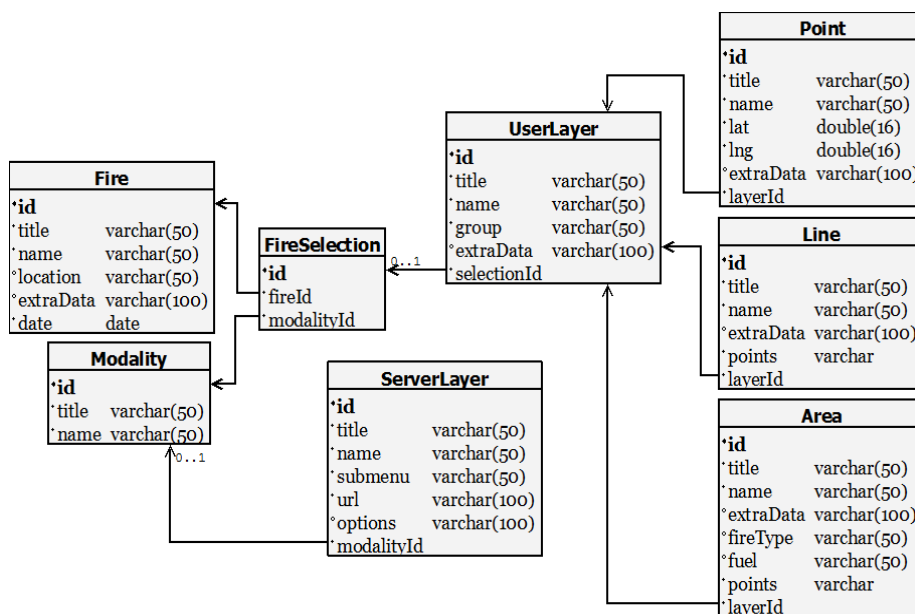 Fire
id
title varchar(50)
name varchar(50)
location varchar(50)
extraData varchar(100)
date date
Modality
id
title varchar(50)
name varchar(50)
0..1
FireSelection
id
fireId
modalityId
0..1
ServerLayer
id
title varchar(50)
name varchar(50)
submenu varchar(50)
url varchar(100)
options varchar(100)
modalityId
UserLayer
id
title varchar(50)
name varchar(50)
group varchar(50)
extraData varchar(100)
selectionId
Point
id
title varchar(50)
name varchar(50)
lat double(16)
lng double(16)
extraData varchar(100)
layerId
Line
id
title varchar(50)
name varchar(50)
extraData varchar(100)
points varchar
layerId
Area
id
title varchar(50)
name varchar(50)
extraData varchar(100)
fireType varchar(50)
fuel varchar(50)
points varchar
layerId